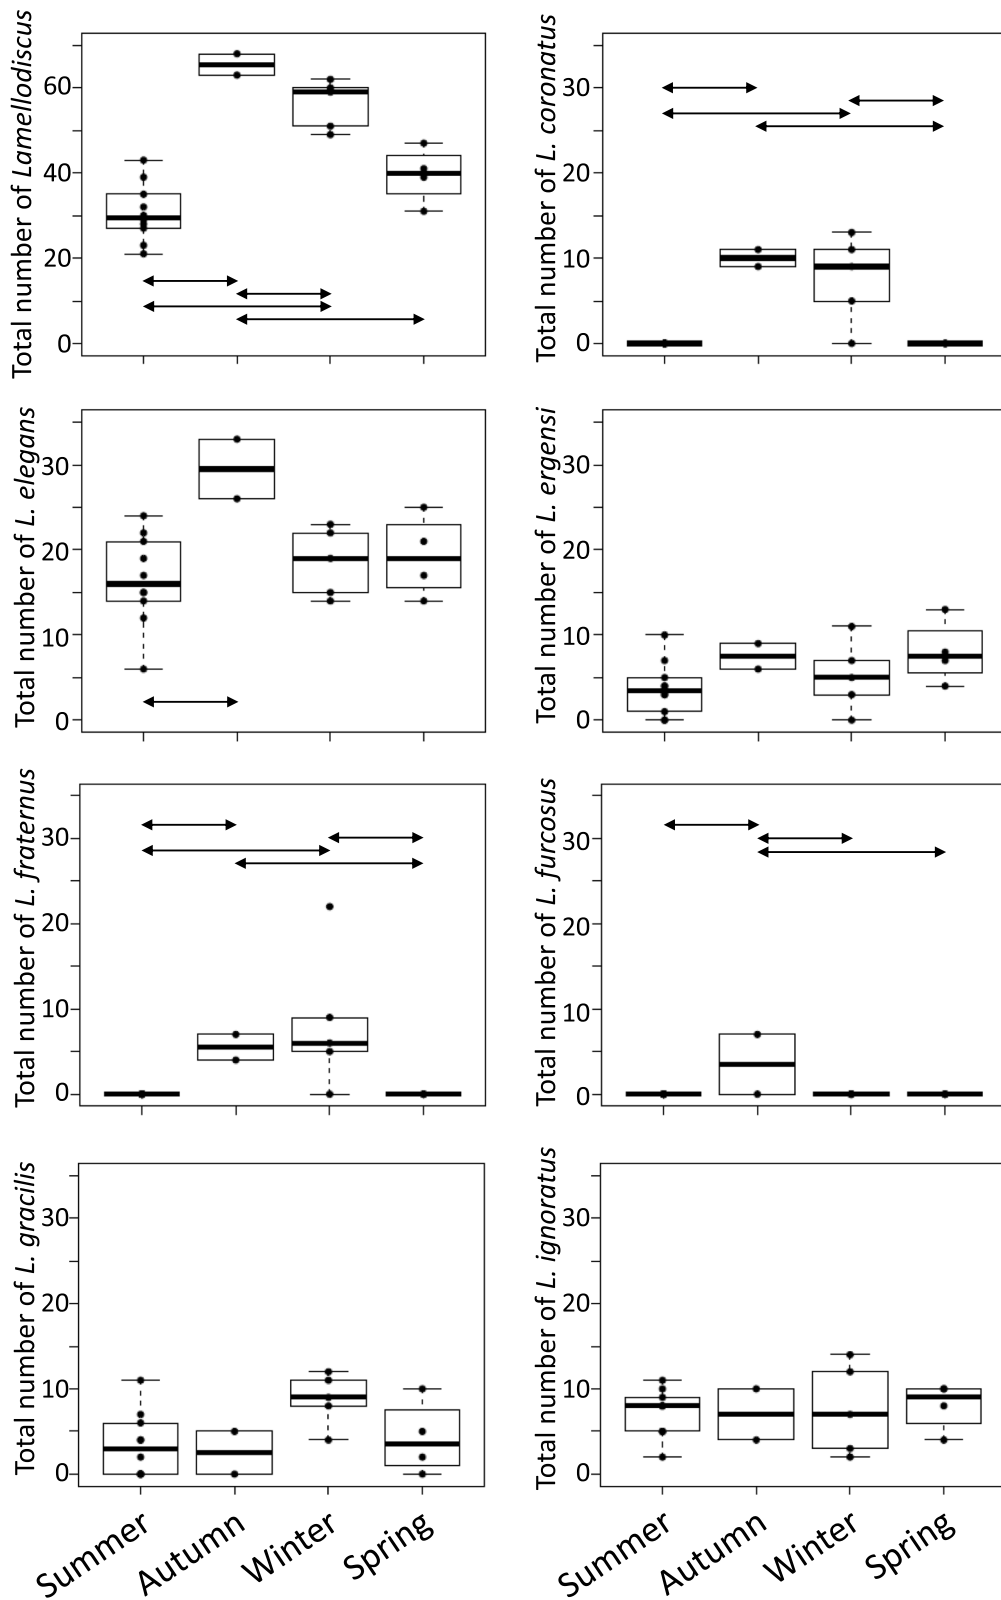 Total number of Lamellodiscus
60
40
20
0
Total number of L. coronatus
30
20
10
0
Total number of L. elegans
30
20
10
0
Total number of L. ergensi
30
20
10
0
Total number of L. fraternus
30
20
10
0
Total number of L. furcosus
30
20
10
0
Total number of L. gracilis
30
20
10
0
Summer
Autumn
Winter
Spring
Total number of L. ignoratus
30
20
10
0
Summer
Autumn
Winter
Spring